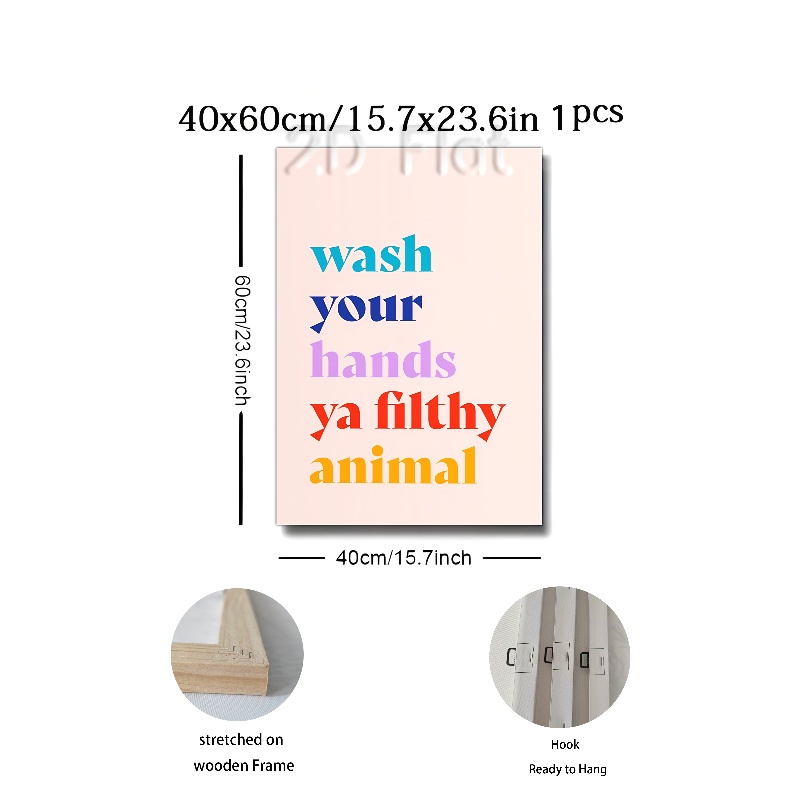 40x60cm/15.7x23.6in 1pcs
2D Flat
60cm/23.6inch
wash
your
hands
ya filthy
animal
40cm/15.7inch
stretched on
wooden Frame
Hook
Ready to Hang